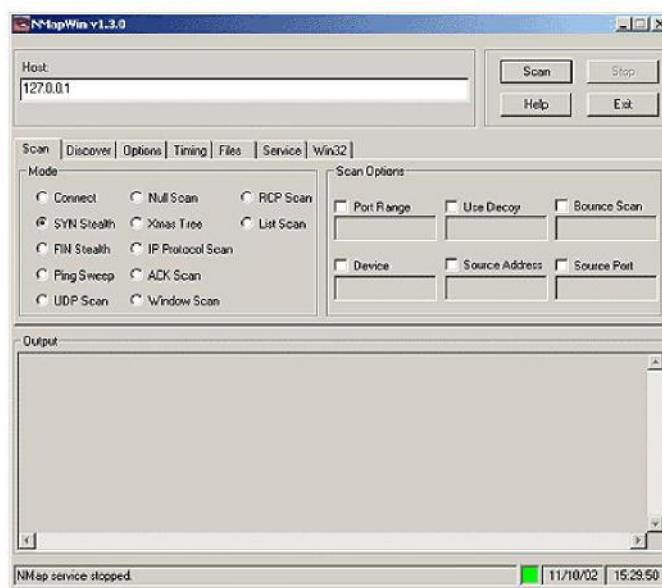 NMapWin v1.3.0
Host:
127.0.0.1
Scan Stop
Help Exit
Scan Discover Options Timing Files Service Win32
Mode
Connect Null Scan RCP Scan
SYN Stealth Xmas Tree List Scan
FIN Stealth IP Protocol Scan
Ping Sweep ACK Scan
UDP Scan Window Scan
Scan Options
Port Range Use Decoy Bounce Scan
Device Source Address Source Port
Output
NMap service stopped. 11/10/02 15:29:50